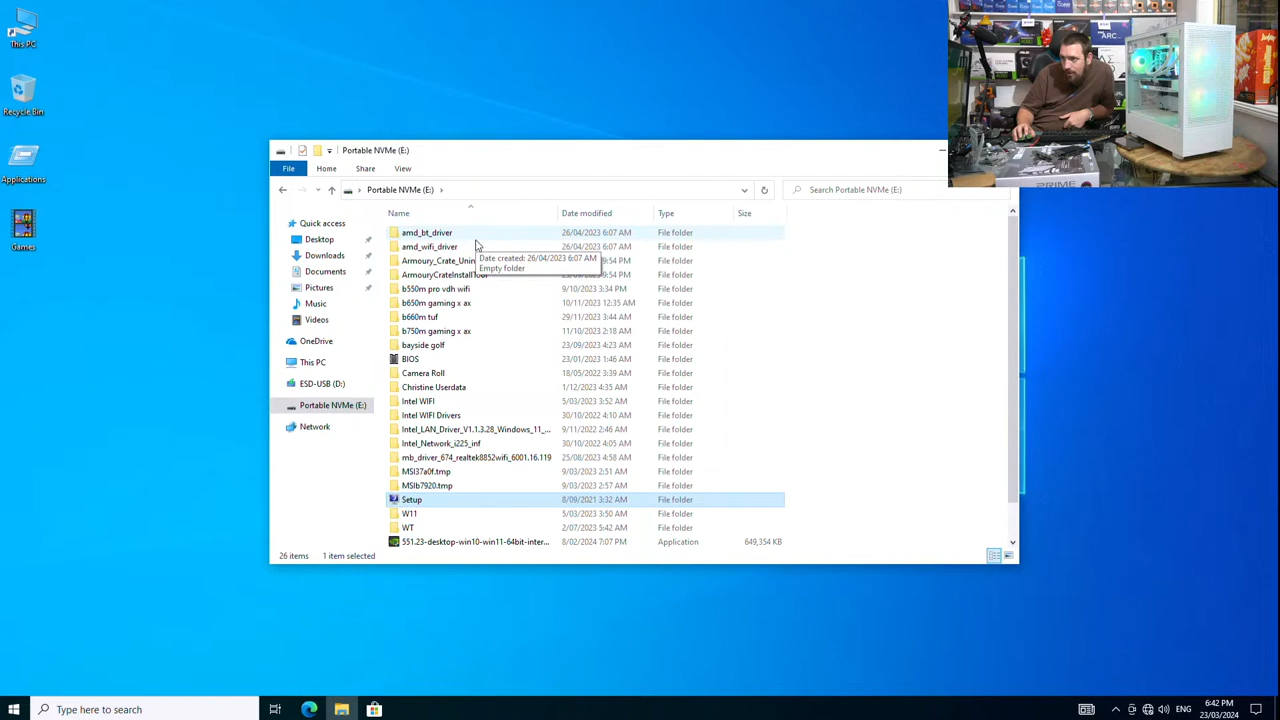 This PC
Recycle Bin
Applications
Games
ARC
PRIME
Portable NVMe (E:)
File Home Share View
Portable NVMe (E:)
Search Portable NVMe (E:)
Quick access
Desktop
Downloads
Documents
Pictures
Music
Videos
OneDrive
This PC
ESD-USB (D:)
Portable NVMe (E:)
Network
Name Date modified Type Size
amd_bt_driver 26/04/2023 6:07 AM File folder
amd_wifi_driver 26/04/2023 6:07 AM File folder
Armoury_Crate_Unin 9:54 PM File folder
ArmouryCrateInstallTool 9:54 PM File folder
Date created: 26/04/2023 6:07 AM
Empty folder
b550m pro vdh wifi 9/10/2023 3:34 PM File folder
b650m gaming x ax 10/11/2023 12:35 AM File folder
b660m tuf 29/11/2023 3:44 AM File folder
b750m gaming x ax 11/10/2023 2:18 AM File folder
bayside golf 23/09/2023 4:23 AM File folder
BIOS 23/01/2023 1:46 AM File folder
Camera Roll 18/05/2022 3:39 AM File folder
Christine Userdata 1/12/2023 4:35 AM File folder
Intel WIFI 5/03/2023 3:52 AM File folder
Intel WIFI Drivers 30/10/2022 4:10 AM File folder
Intel_LAN_Driver_V1.1.3.28_Windows_11_... 9/11/2022 2:46 AM File folder
Intel_Network_i225_inf 30/10/2022 4:05 AM File folder
mb_driver_674_realtek8852wifi_6001.16.119 25/08/2023 4:58 AM File folder
MSI37a0f.tmp 9/03/2023 2:51 AM File folder
MSIb7920.tmp 9/03/2023 2:57 AM File folder
Setup 8/09/2021 3:32 AM File folder
W11 5/03/2023 3:50 AM File folder
WT 2/07/2023 5:42 AM File folder
551.23-desktop-win10-win11-64bit-inter... 8/02/2024 7:07 PM Application 649,354 KB
26 items 1 item selected
Type here to search
ENG
6:42 PM
23/03/2024